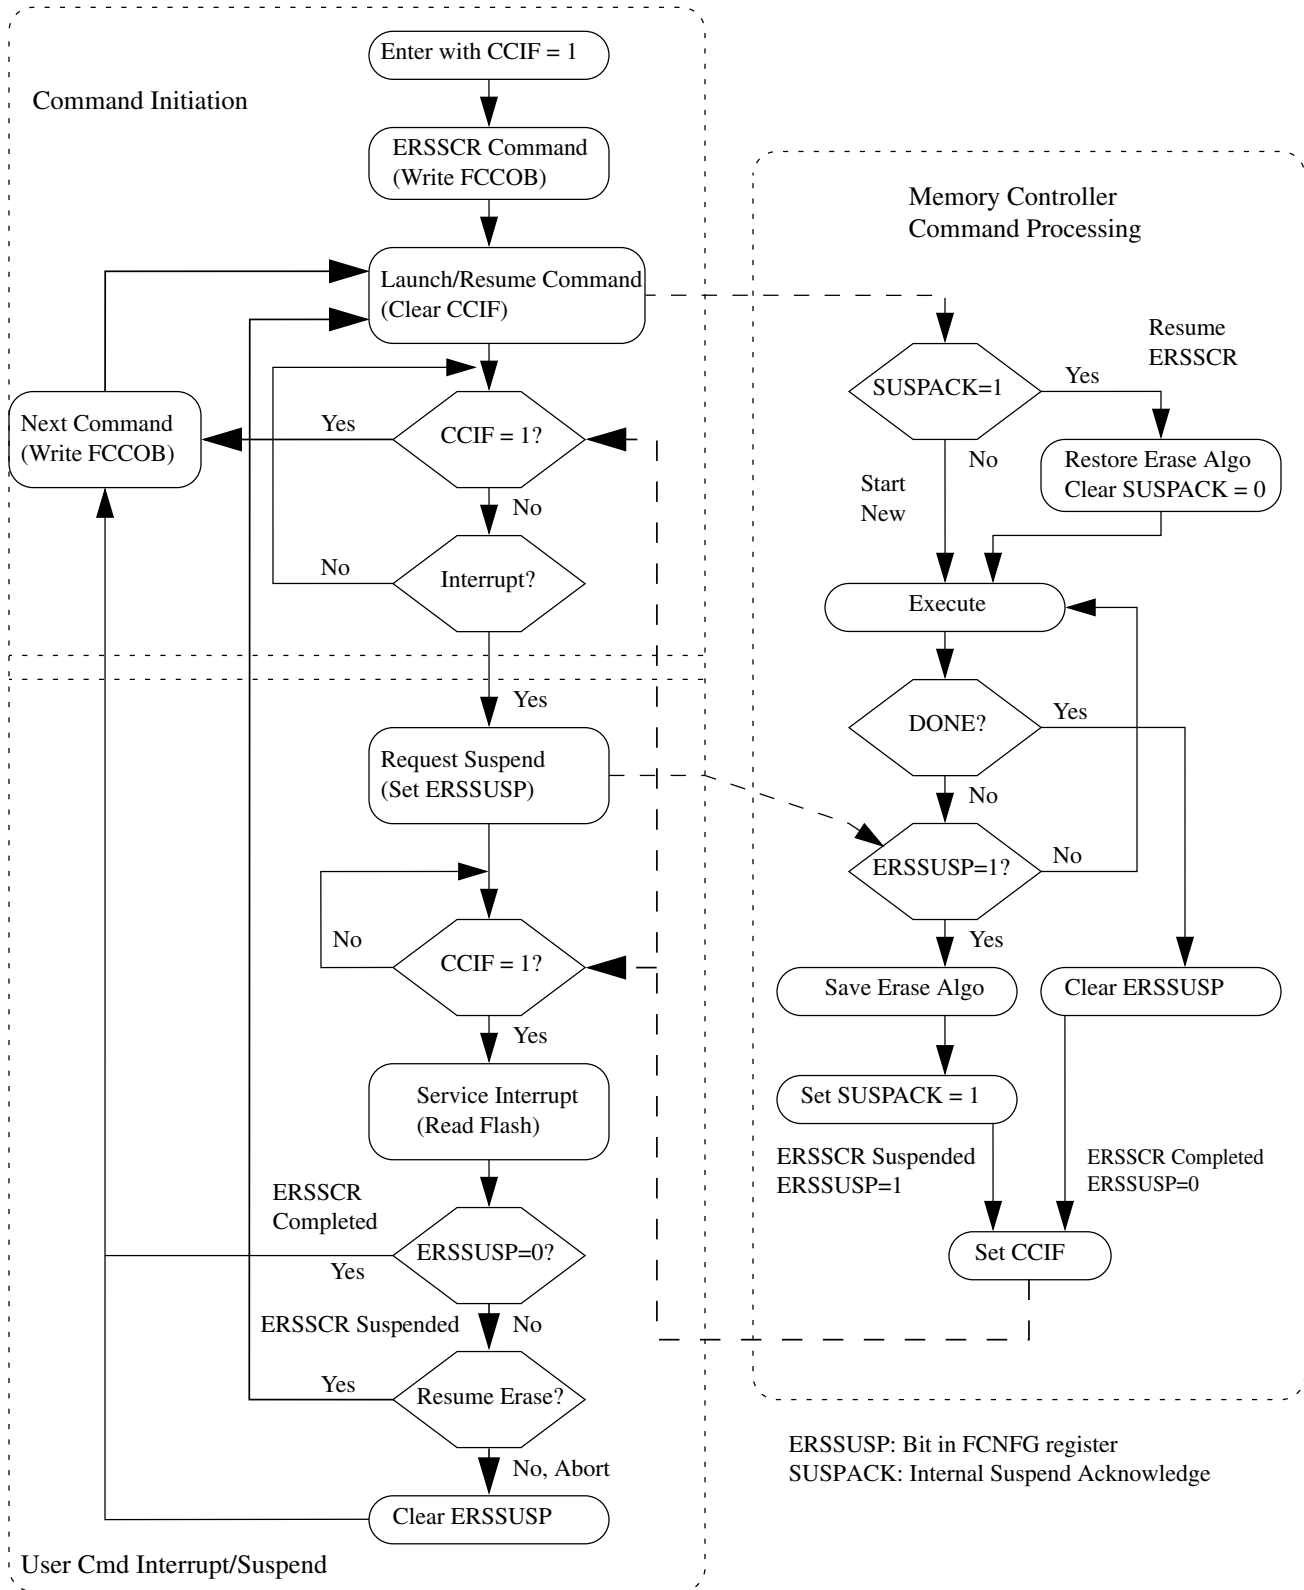 Enter with CCIF = 1
Command Initiation
ERSSCR Command
(Write FCCOB)
Launch/Resume Command
(Clear CCIF)
Next Command
(Write FCCOB)
Yes
CCIF = 1?
No
No
Interrupt?
Yes
Request Suspend
(Set ERSSUSP)
No
CCIF = 1?
Yes
Service Interrupt
(Read Flash)
ERSSCR
Completed
ERSSUSP=0?
Yes
ERSSCR Suspended
No
Yes
Resume Erase?
No, Abort
Clear ERSSUSP
User Cmd Interrupt/Suspend
Memory Controller
Command Processing
Resume
ERSSCR
SUSPACK=1
Yes
No
Restore Erase Algo
Clear SUSPACK = 0
Start
New
Execute
DONE?
Yes
No
ERSSUSP=1?
No
Yes
Save Erase Algo
Clear ERSSUSP
Set SUSPACK = 1
ERSSCR Suspended
ERSSUSP=1
ERSSCR Completed
ERSSUSP=0
Set CCIF
ERSSUSP: Bit in FCNFG register
SUSPACK: Internal Suspend Acknowledge